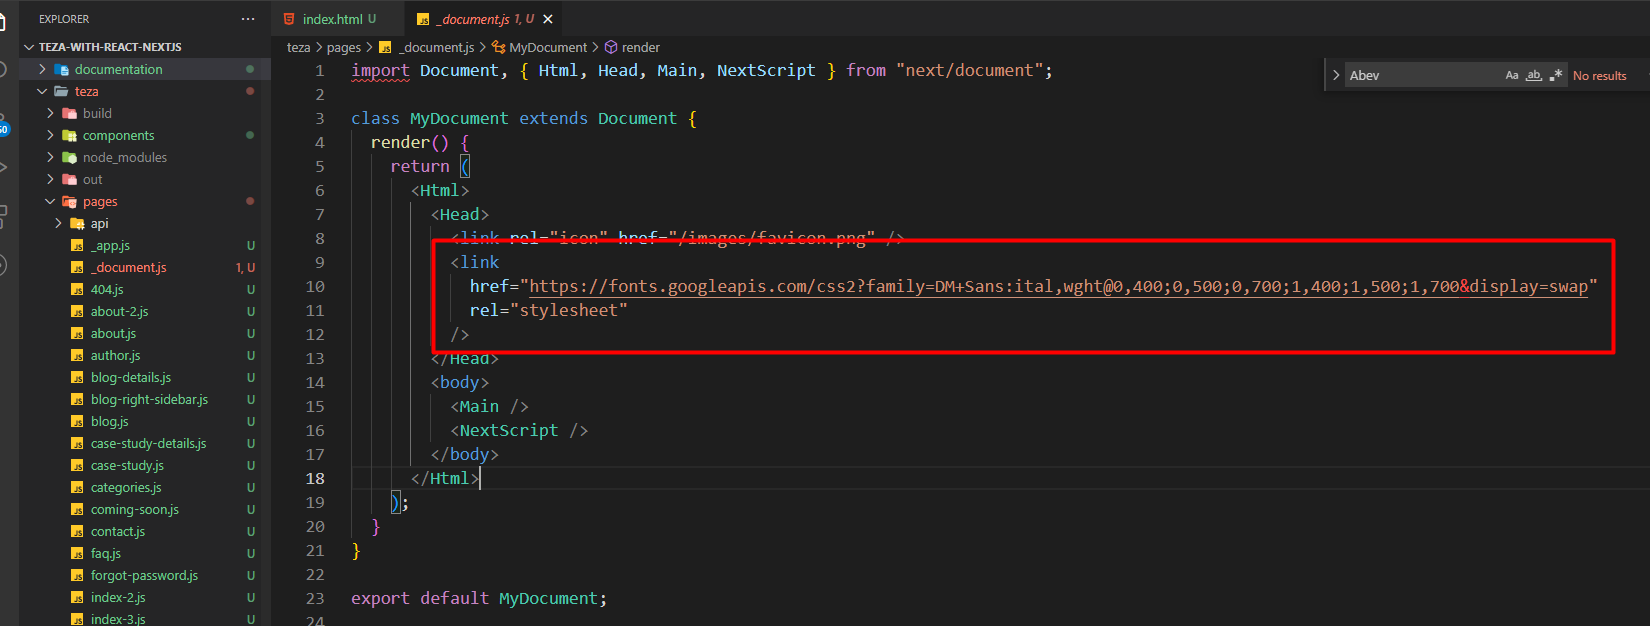 EXPLORER
···
index.html U
_document.js 1, U
TEZA-WITH-REACT-NEXTJS
teza > pages > _document.js > MyDocument > render
documentation
teza
build
components
node_modules
out
pages
api
_app.js U
_document.js 1, U
404.js U
about-2.js U
about.js U
author.js U
blog-details.js U
blog-right-sidebar.js U
blog.js U
case-study-details.js U
case-study.js U
categories.js U
coming-soon.js U
contact.js U
faq.js U
forgot-password.js U
index-2.js U
index-3.js U
1 import Document, { Html, Head, Main, NextScript } from "next/document";
2
3 class MyDocument extends Document {
4 render() {
5 return (
6 <Html>
7 <Head>
8 <link rel="icon" href="/images/favicon.png" />
9 <link
10 href="https://fonts.googleapis.com/css2?family=DM+Sans:ital,wght@0,400;0,500;0,700;1,400;1,500;1,700&display=swap"
11 rel="stylesheet"
12 />
13 </Head>
14 <body>
15 <Main />
16 <NextScript />
17 </body>
18 </Html>
19 );
20 }
21 }
22
23 export default MyDocument;
24
Abev
Aa ab .*
No results